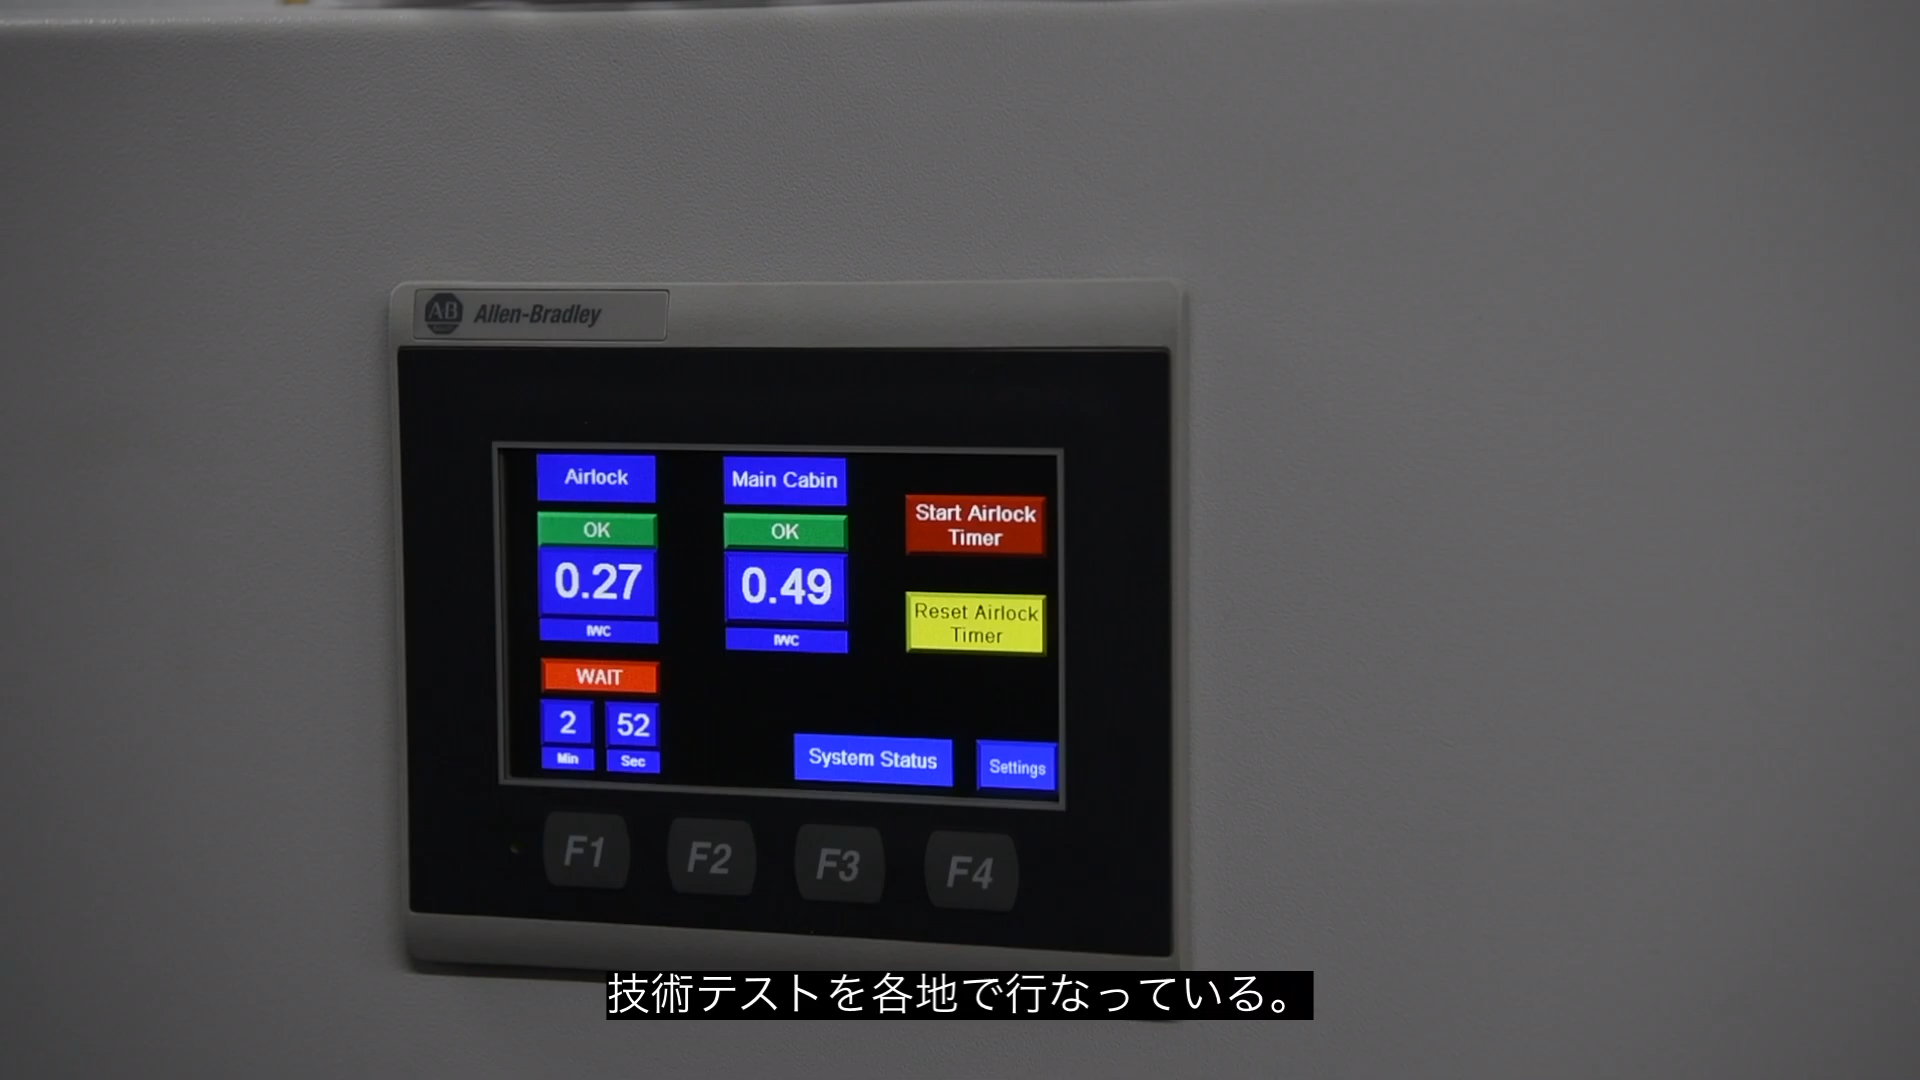 AB Allen-Bradley
Airlock
OK
0.27
IWC
WAIT
2 52
Min Sec
Main Cabin
OK
0.49
IWC
Start Airlock
Timer
Reset Airlock
Timer
System Status
Settings
F1 F2 F3 F4
技術テストを各地で行なっている。